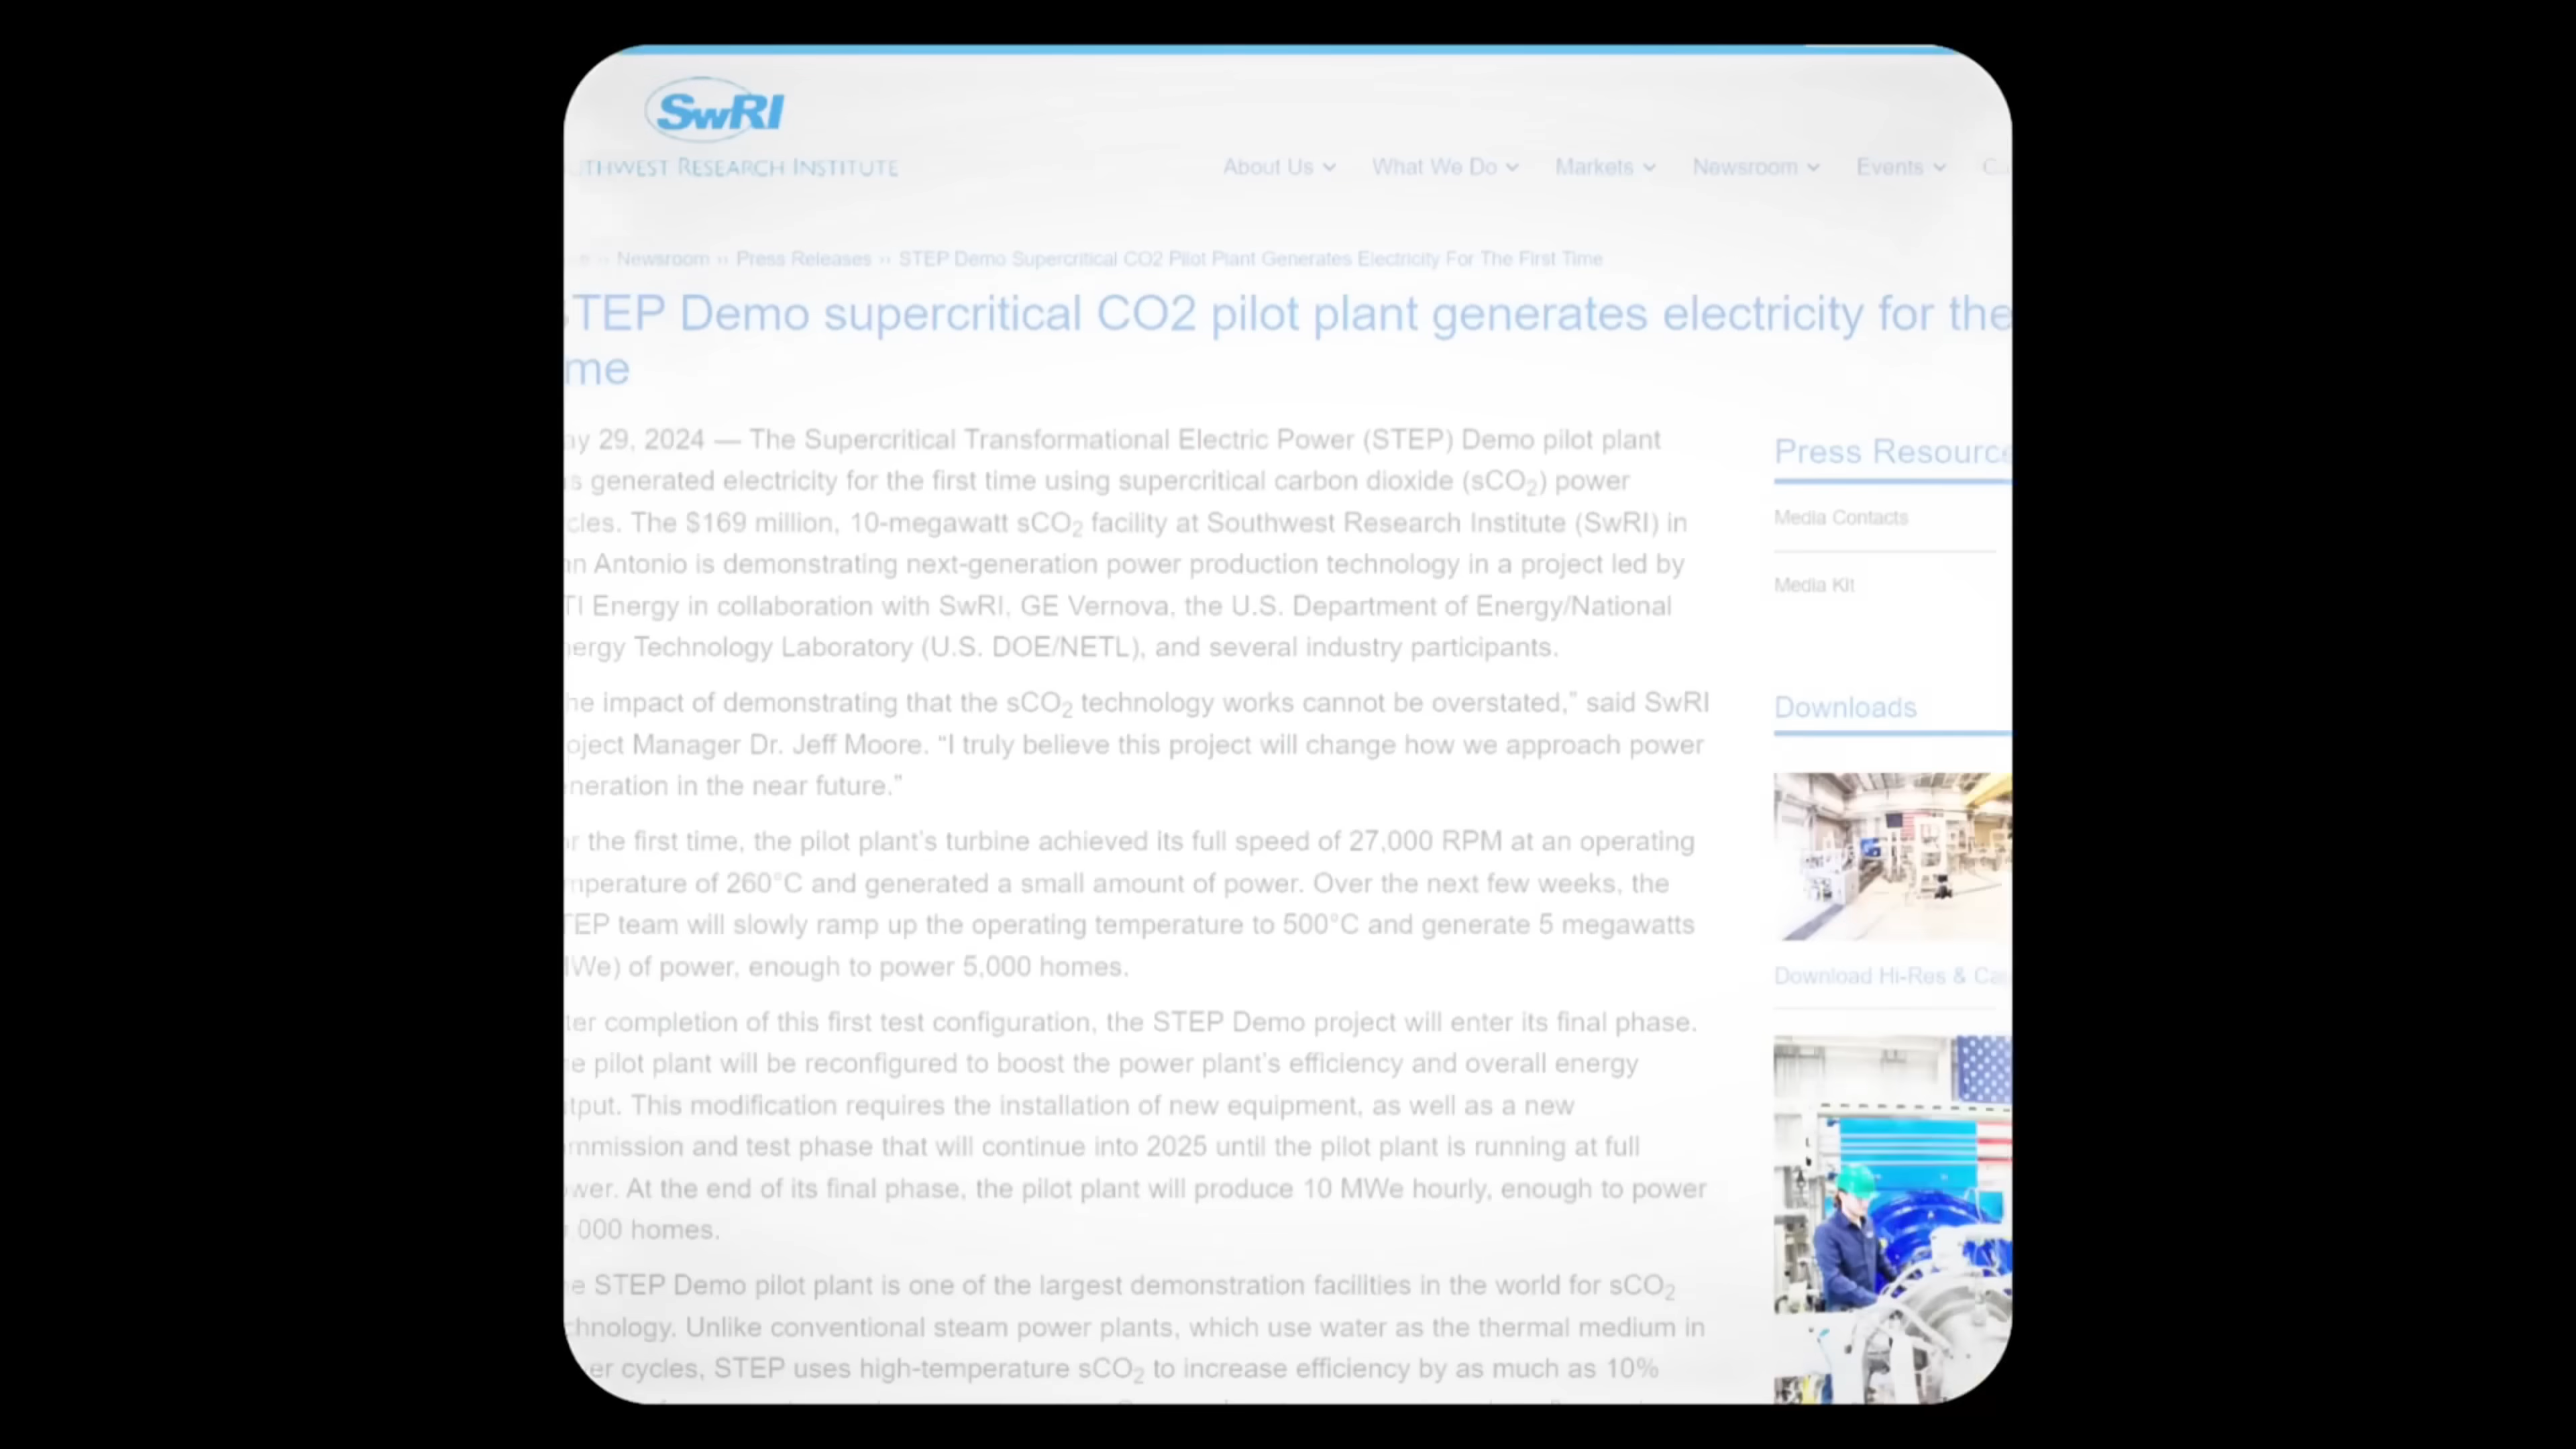 SwRI
THWEST RESEARCH INSTITUTE
About Us What We Do Markets Newsroom Events
Newsroom ›› Press Releases ›› STEP Demo Supercritical CO2 Pilot Plant Generates Electricity For The First Time
TEP Demo supercritical CO2 pilot plant generates electricity for the
me
ay 29, 2024 — The Supercritical Transformational Electric Power (STEP) Demo pilot plant
s generated electricity for the first time using supercritical carbon dioxide (sCO₂) power
cles. The $169 million, 10-megawatt sCO₂ facility at Southwest Research Institute (SwRI) in
n Antonio is demonstrating next-generation power production technology in a project led by
TI Energy in collaboration with SwRI, GE Vernova, the U.S. Department of Energy/National
nergy Technology Laboratory (U.S. DOE/NETL), and several industry participants.
he impact of demonstrating that the sCO₂ technology works cannot be overstated,” said SwRI
oject Manager Dr. Jeff Moore. “I truly believe this project will change how we approach power
neration in the near future.”
r the first time, the pilot plant’s turbine achieved its full speed of 27,000 RPM at an operating
mperature of 260°C and generated a small amount of power. Over the next few weeks, the
TEP team will slowly ramp up the operating temperature to 500°C and generate 5 megawatts
We) of power, enough to power 5,000 homes.
ter completion of this first test configuration, the STEP Demo project will enter its final phase.
e pilot plant will be reconfigured to boost the power plant’s efficiency and overall energy
tput. This modification requires the installation of new equipment, as well as a new
mmission and test phase that will continue into 2025 until the pilot plant is running at full
wer. At the end of its final phase, the pilot plant will produce 10 MWe hourly, enough to power
,000 homes.
e STEP Demo pilot plant is one of the largest demonstration facilities in the world for sCO₂
chnology. Unlike conventional steam power plants, which use water as the thermal medium in
er cycles, STEP uses high-temperature sCO₂ to increase efficiency by as much as 10%
Press Resource
Media Contacts
Media Kit
Downloads
Download Hi-Res & Ca